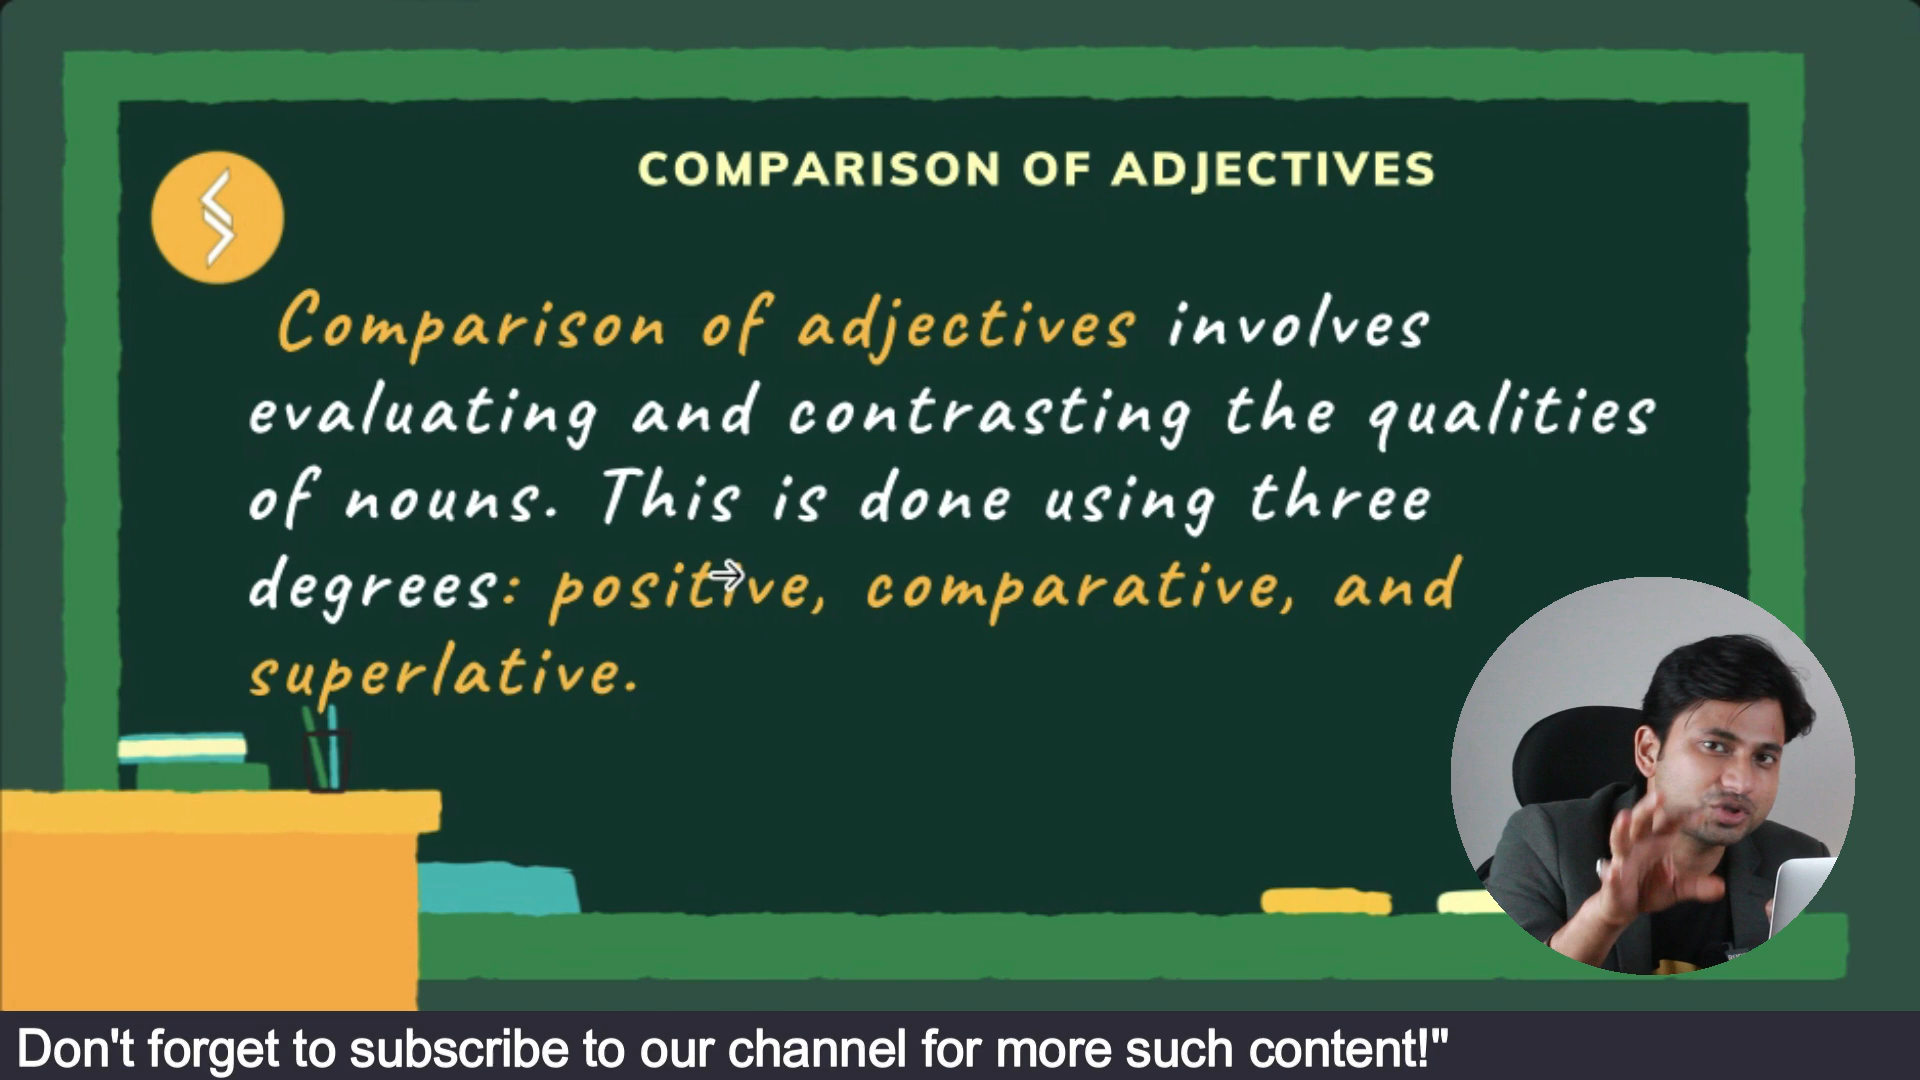 COMPARISON OF ADJECTIVES
Comparison of adjectives involves
evaluating and contrasting the qualities
of nouns. This is done using three
degrees: positive, comparative, and
superlative.
Don't forget to subscribe to our channel for more such content!"